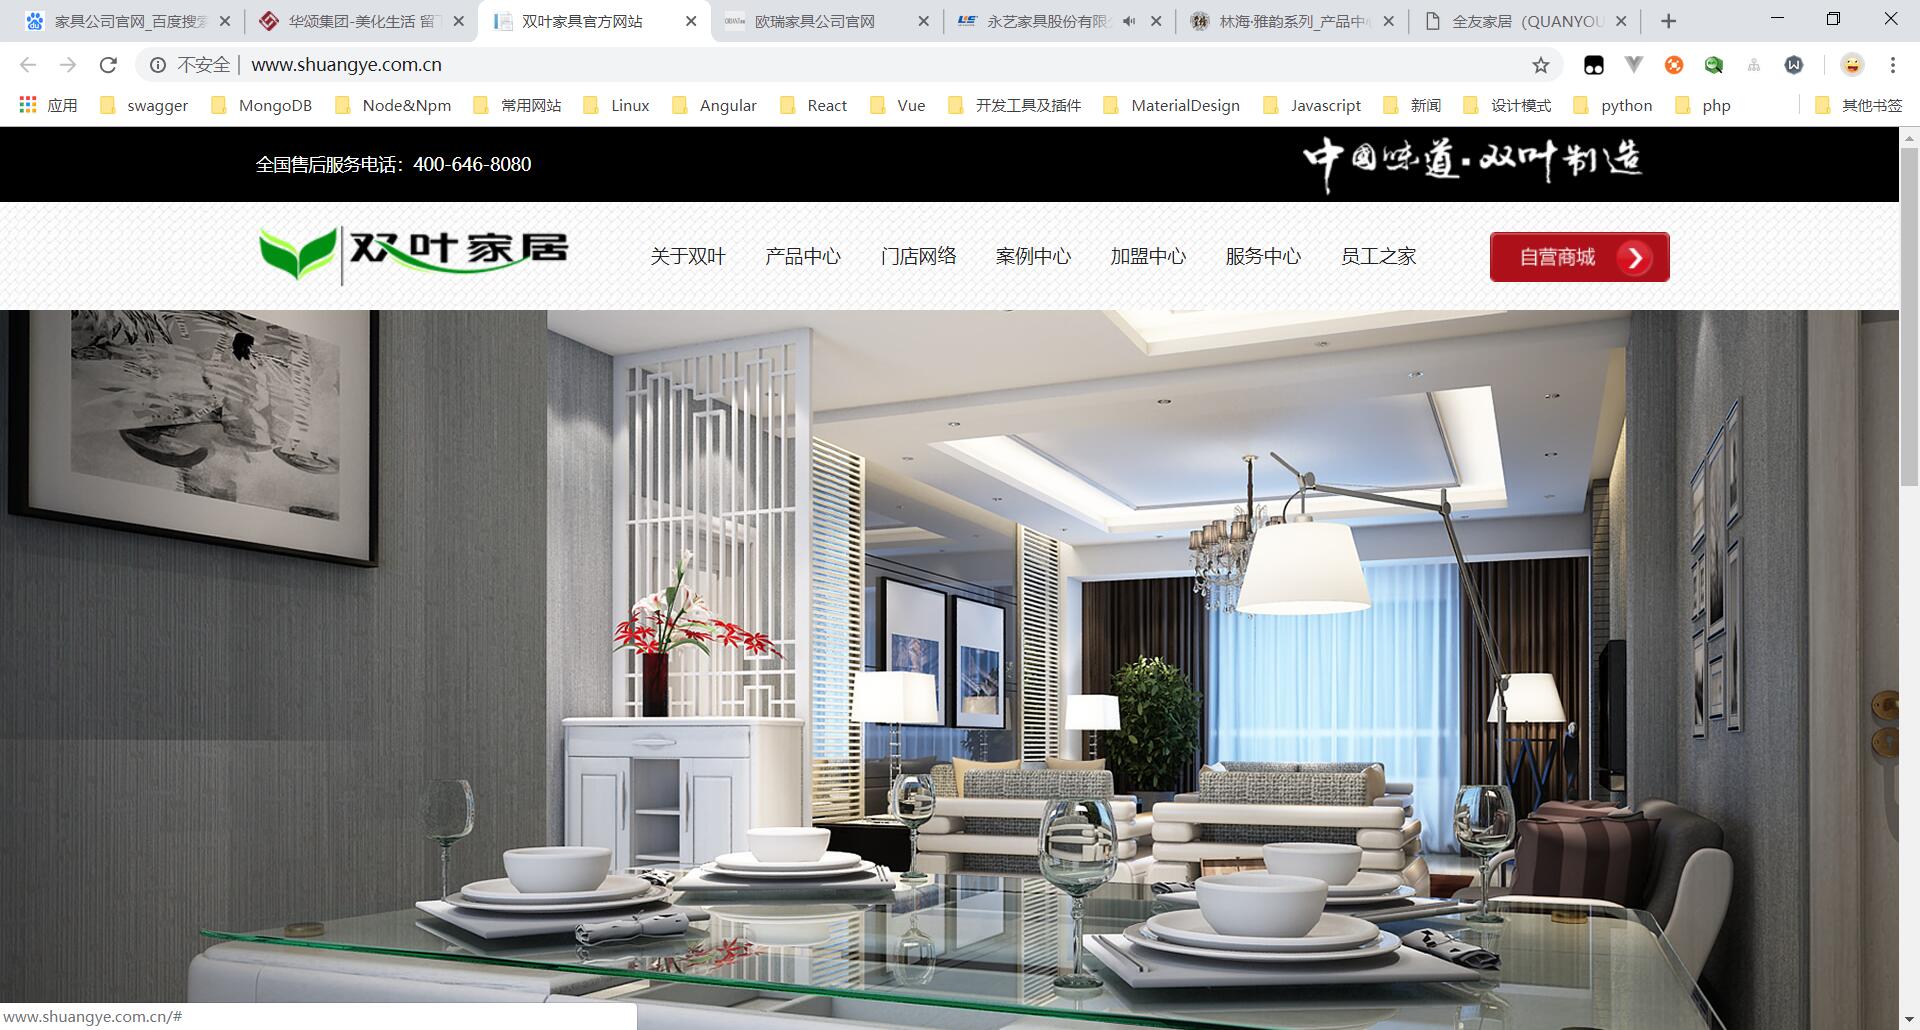 家具公司官网_百度搜索
华颂集团-美化生活 留
双叶家具官方网站
欧瑞家具公司官网
永艺家具股份有限
林海·雅韵系列_产品中
全友家居（QUANYOU
不安全 www.shuangye.com.cn
应用 swagger MongoDB Node&Npm 常用网站 Linux Angular React Vue 开发工具及插件 MaterialDesign Javascript 新闻 设计模式 python php 其他书签
全国售后服务电话：400-646-8080
中國味道·双叶制造
双叶家居
关于双叶 产品中心 门店网络 案例中心 加盟中心 服务中心 员工之家
自营商城
www.shuangye.com.cn/#